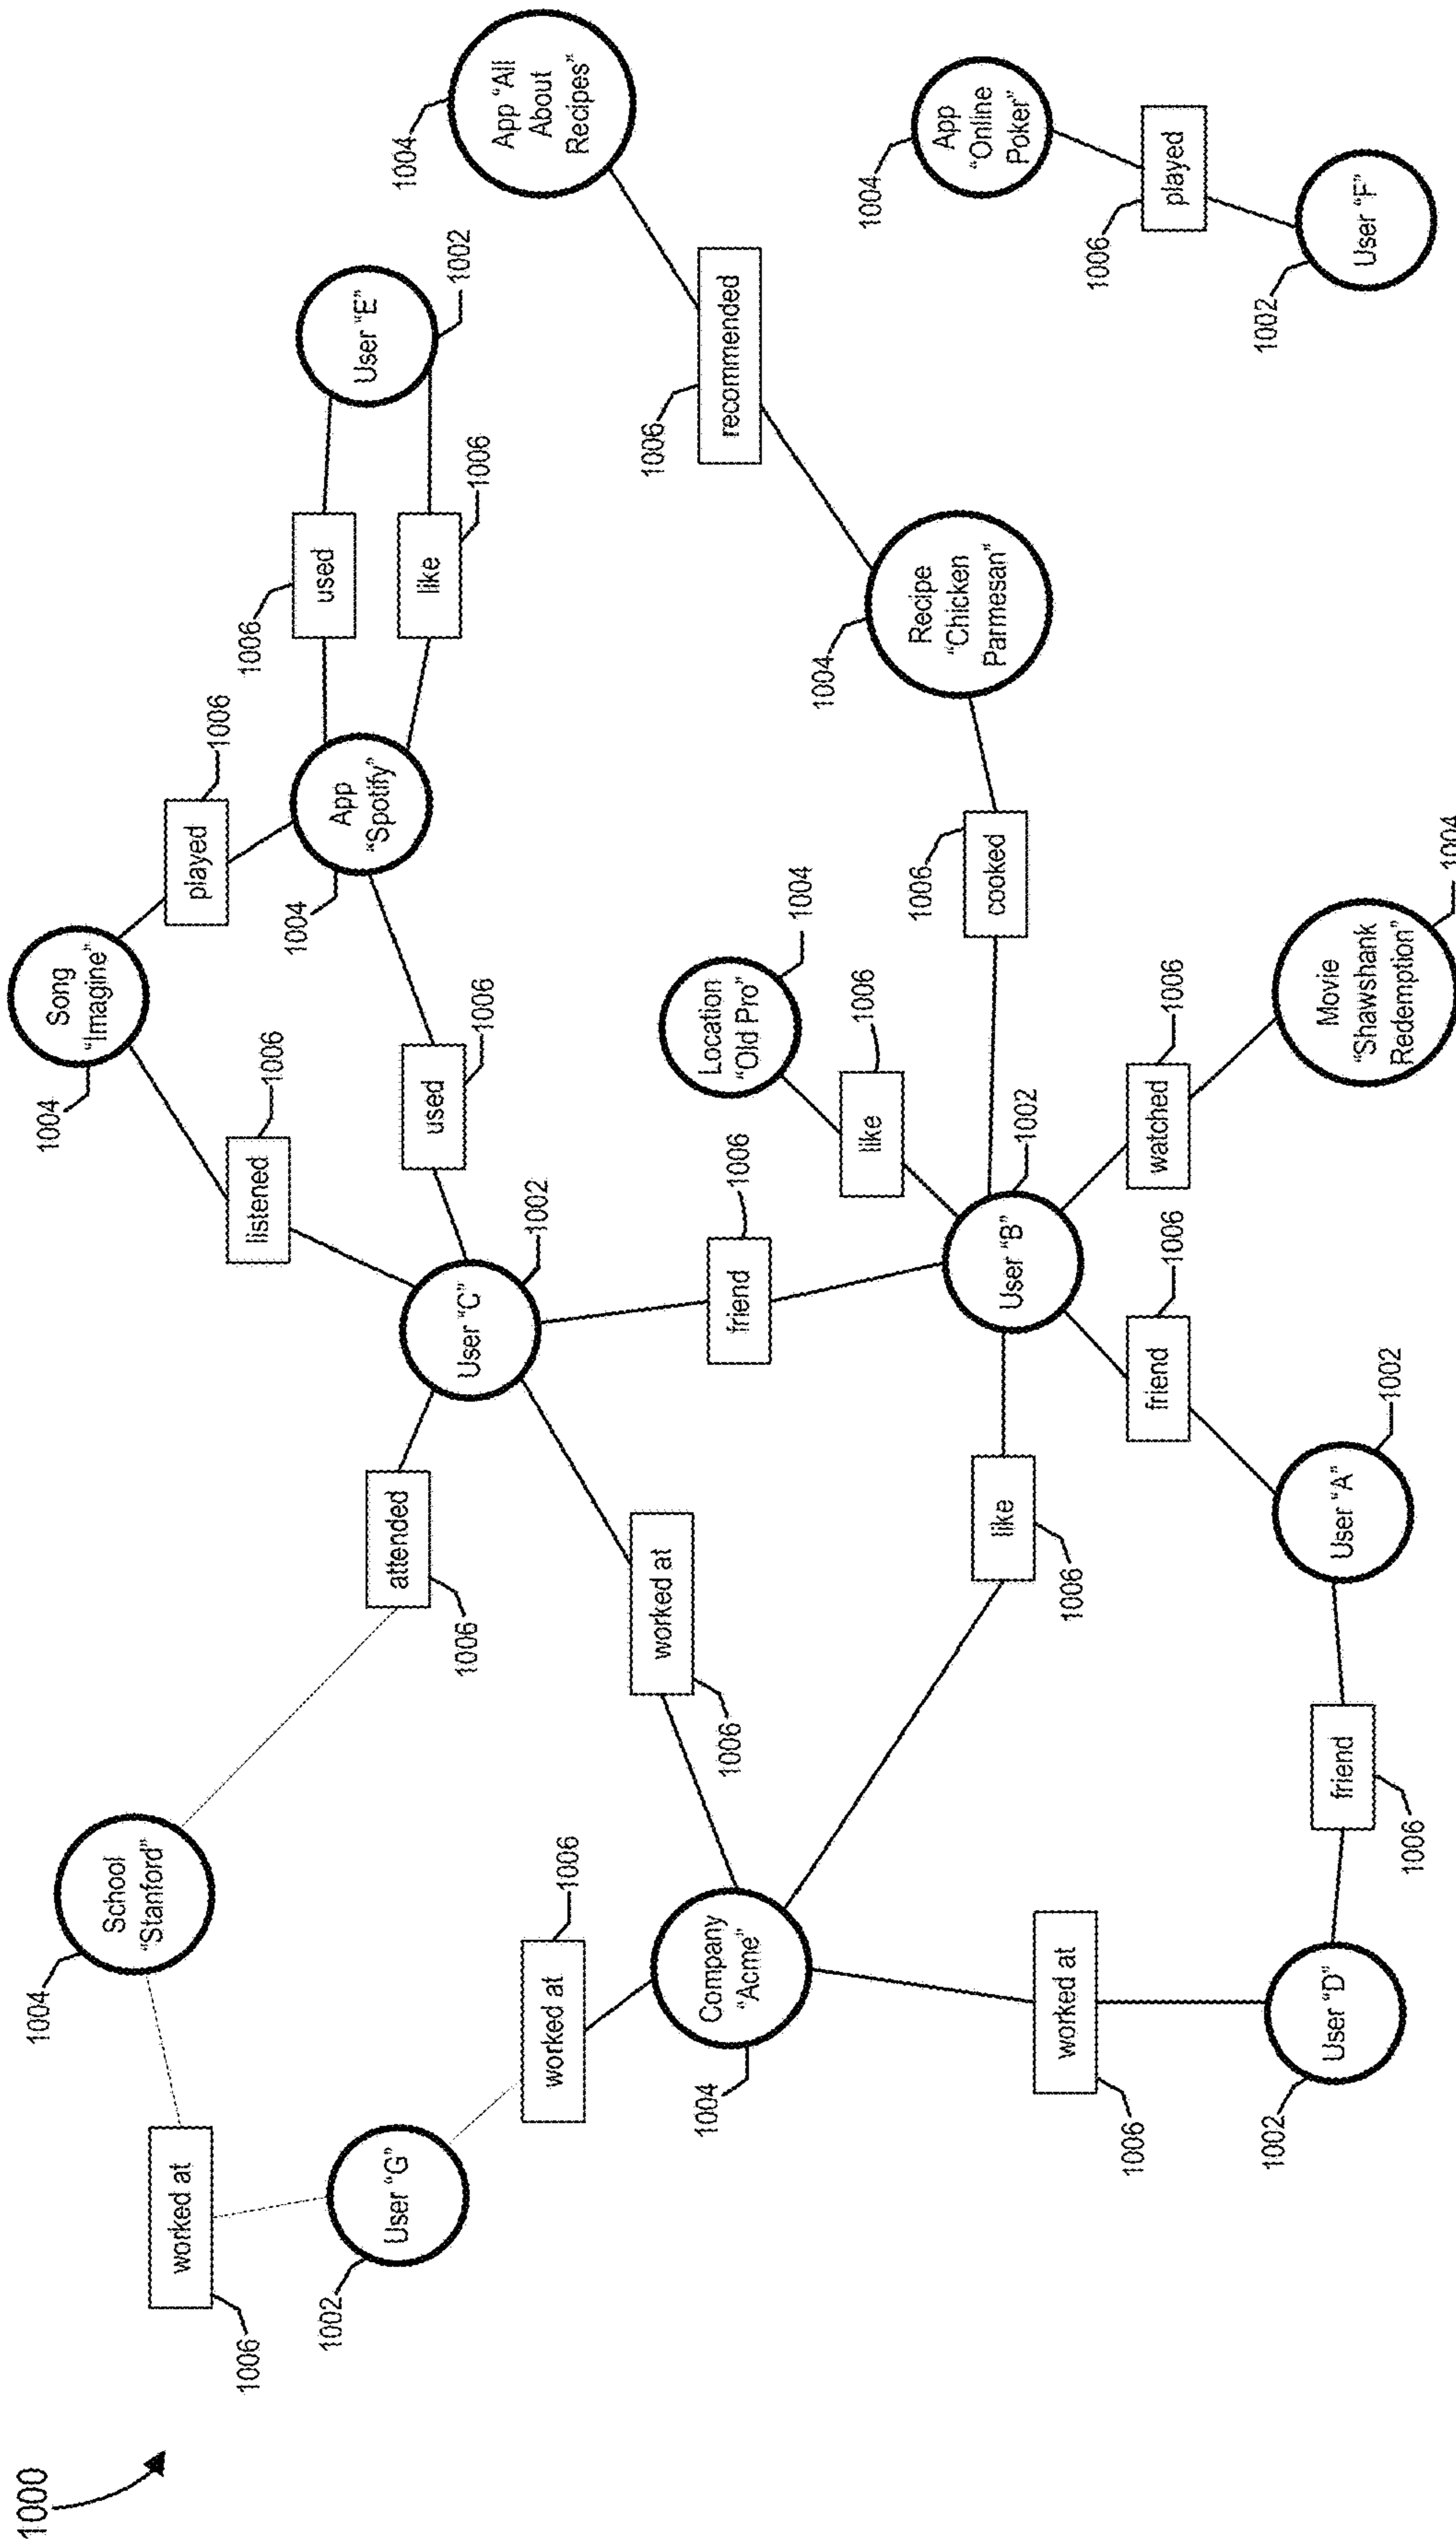 1000
1004
School
"Stanford"
1004
Song
"Imagine"
1006
worked at
played
1006
1006
listened
1006
1002
User "G"
1006
used
1004
App
"Spotify"
User "E"
1006
attended
used
1006
like
1006
1002
1004
App "All
About
Recipes"
worked at
1006
User "C"
1002
1006
worked at
1006
recommended
1004
Company
"Acme"
1006
friend
1006
Location
"Old Pro"
1004
like
1006
1004
Recipe
"Chicken
Parmesan"
1004
App
"Online
Poker"
1006
cooked
like
1006
User "B"
1002
1006
worked at
1006
played
friend
1006
watched
1006
1002
User "D"
friend
1006
User "A"
1002
Movie
"Shawshank
Redemption"
1004
1002
User "F"